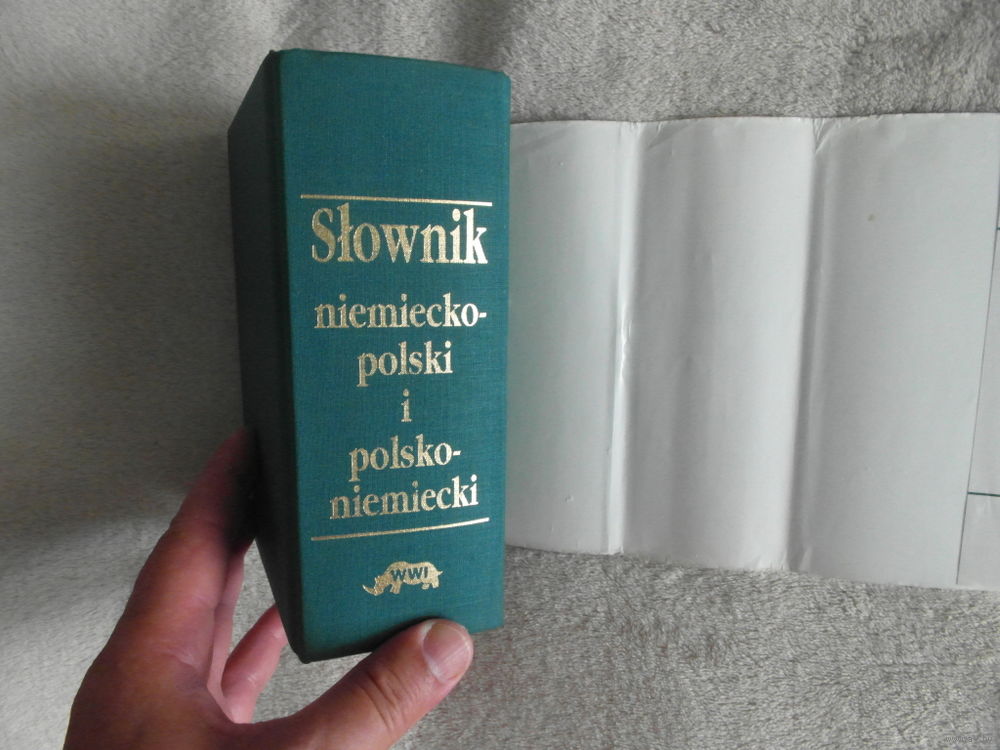 Słownik
niemiecko-
polski
i
polsko-
niemiecki
WWI